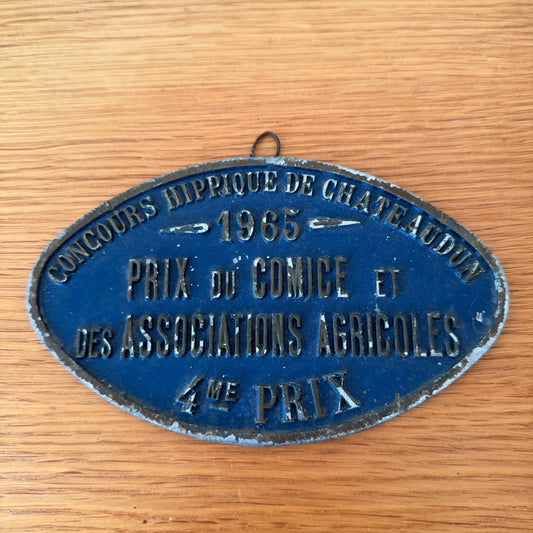 CONCOURS HIPPIQUE DE CHATEAUDUN
1965
PRIX DU COMICE ET
DES ASSOCIATIONS AGRICOLES
4ME PRIX